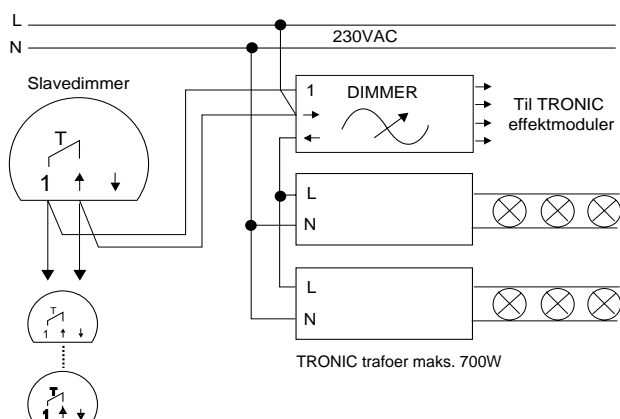 L
N
230VAC
Slavedimmer
T
1 ↑ ↓
1 DIMMER
→
←
Til TRONIC
effektmoduler
L
N
L
N
T
1 ↑ ↓
TRONIC trafoer maks. 700W
T
1 ↑ ↓